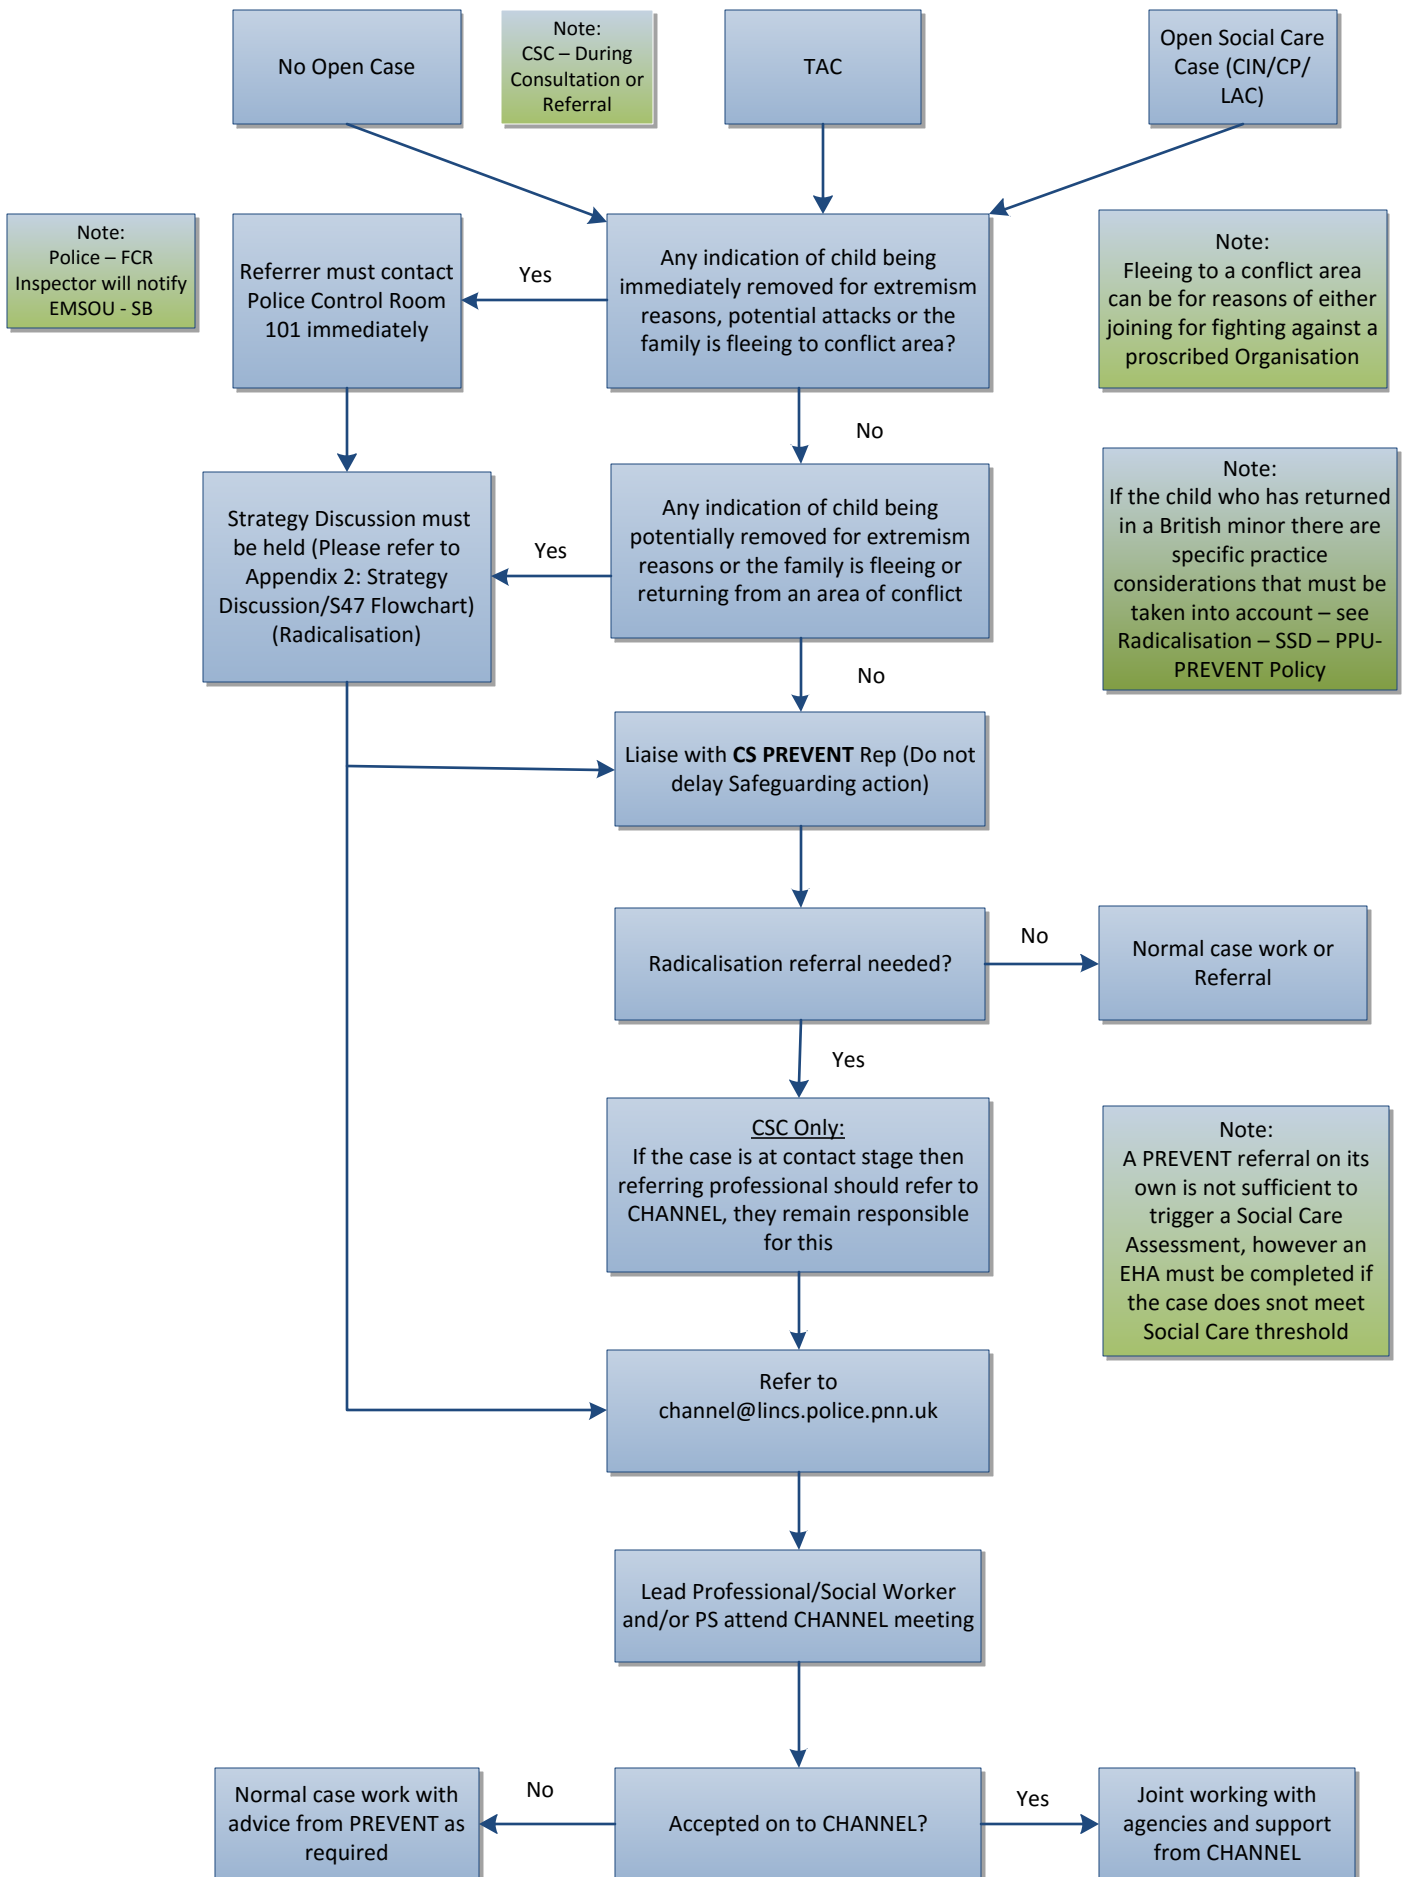 No Open Case
Note:
CSC – During
Consultation or
Referral
TAC
Open Social Care
Case (CIN/CP/
LAC)
Note:
Police – FCR
Inspector will notify
EMSOU - SB
Referrer must contact
Police Control Room
101 immediately
Yes
Any indication of child being
immediately removed for extremism
reasons, potential attacks or the
family is fleeing to conflict area?
Note:
Fleeing to a conflict area
can be for reasons of either
joining for fighting against a
proscribed Organisation
No
Strategy Discussion must
be held (Please refer to
Appendix 2: Strategy
Discussion/S47 Flowchart)
(Radicalisation)
Yes
Any indication of child being
potentially removed for extremism
reasons or the family is fleeing or
returning from an area of conflict
Note:
If the child who has returned
in a British minor there are
specific practice
considerations that must be
taken into account – see
Radicalisation – SSD – PPU-
PREVENT Policy
No
Liaise with CS PREVENT Rep (Do not
delay Safeguarding action)
Radicalisation referral needed?
No
Normal case work or
Referral
Yes
CSC Only:
If the case is at contact stage then
referring professional should refer to
CHANNEL, they remain responsible
for this
Note:
A PREVENT referral on its
own is not sufficient to
trigger a Social Care
Assessment, however an
EHA must be completed if
the case does snot meet
Social Care threshold
Refer to
channel@lincs.police.pnn.uk
Lead Professional/Social Worker
and/or PS attend CHANNEL meeting
Normal case work with
advice from PREVENT as
required
No
Accepted on to CHANNEL?
Yes
Joint working with
agencies and support
from CHANNEL